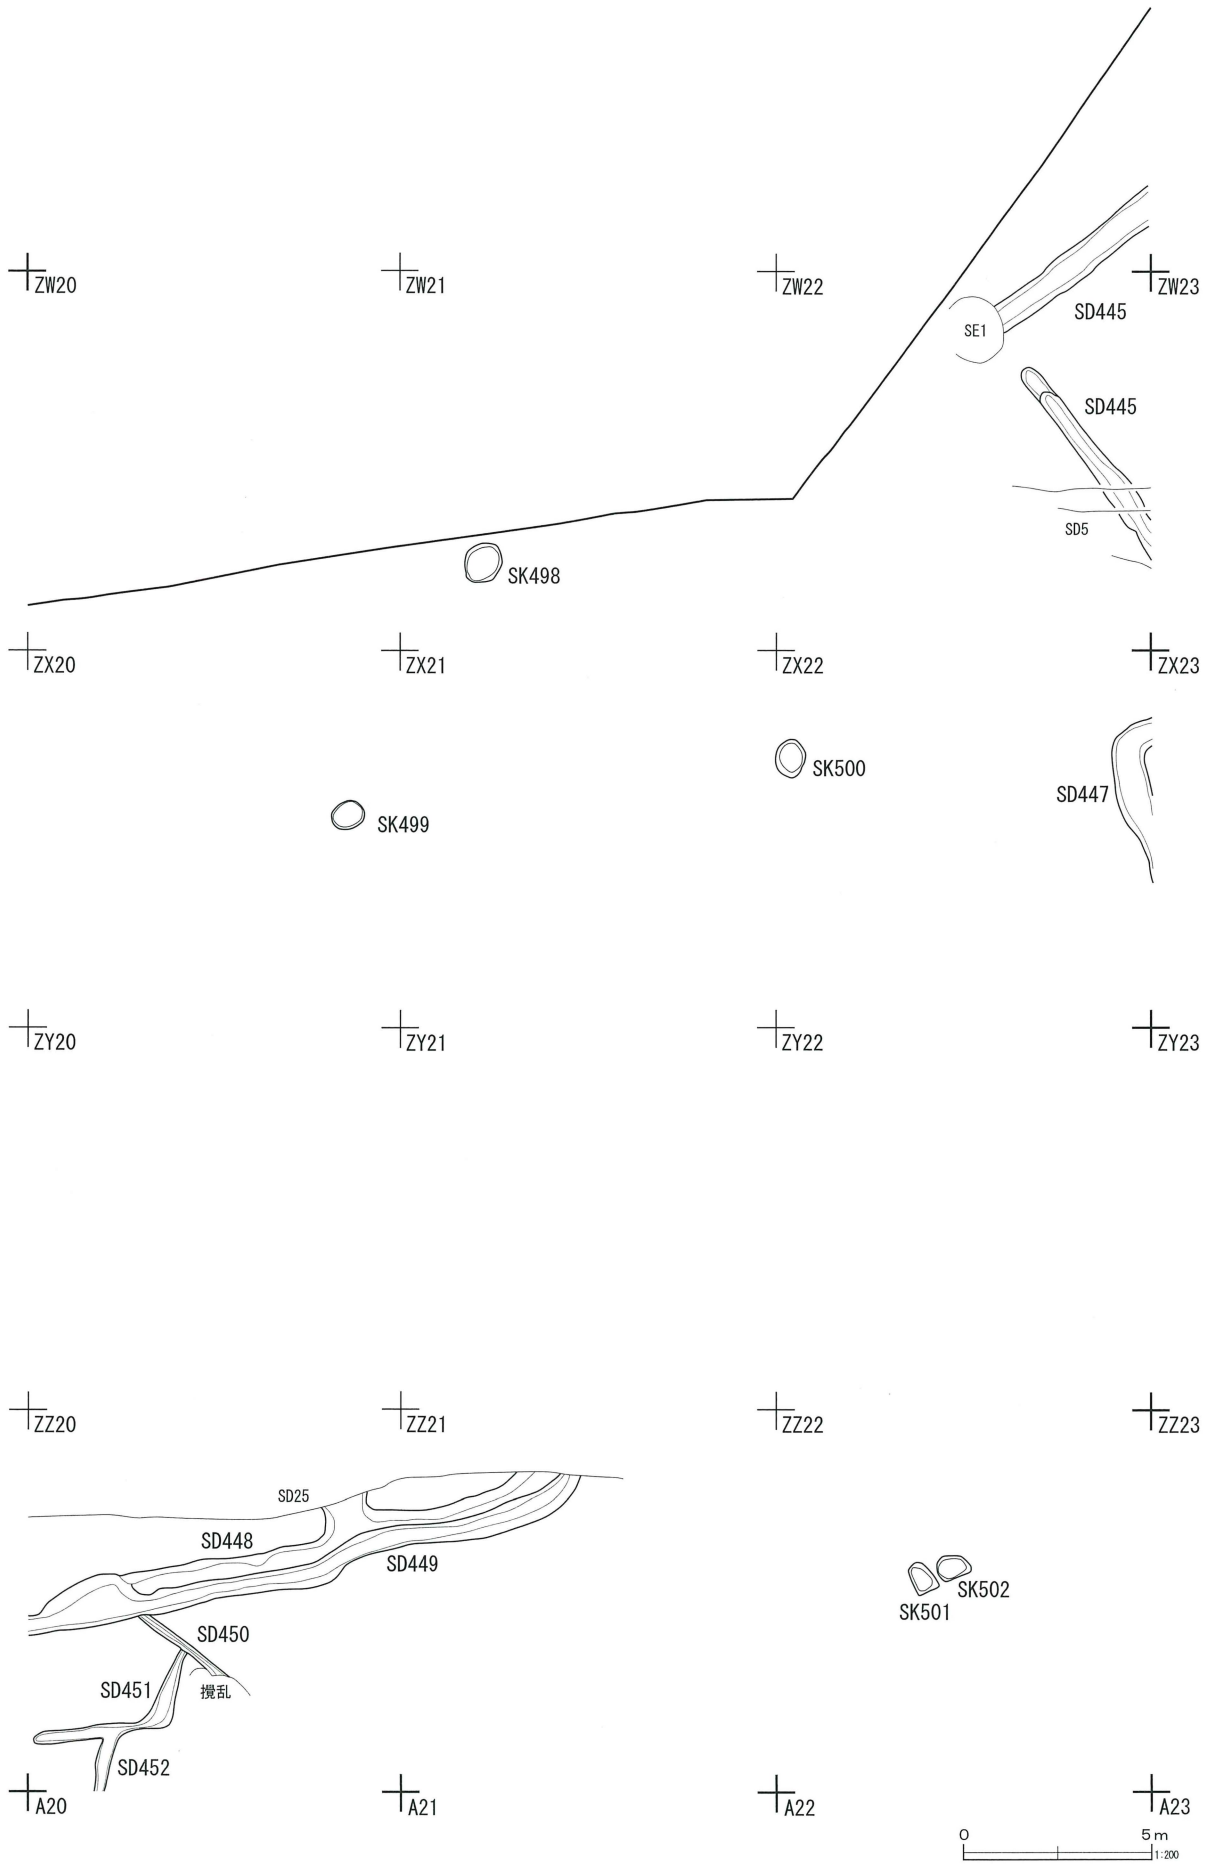 ZW20
ZW21
ZW22
ZW23
SD445
SE1
SD445
SD5
SK498
ZX20
ZX21
ZX22
ZX23
SK500
SD447
SK499
ZY20
ZY21
ZY22
ZY23
ZZ20
ZZ21
ZZ22
ZZ23
SD25
SD448
SD449
SK502
SK501
SD450
SD451
攪乱
SD452
A20
A21
A22
A23
0 5m
1:200